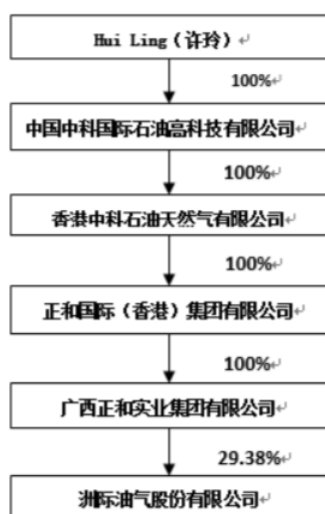 Hui Ling（许玲）
100%
中国中科国际石油高科技有限公司
100%
香港中科石油天然气有限公司
100%
正和国际（香港）集团有限公司
100%
广西正和实业集团有限公司
29.38%
洲际油气股份有限公司